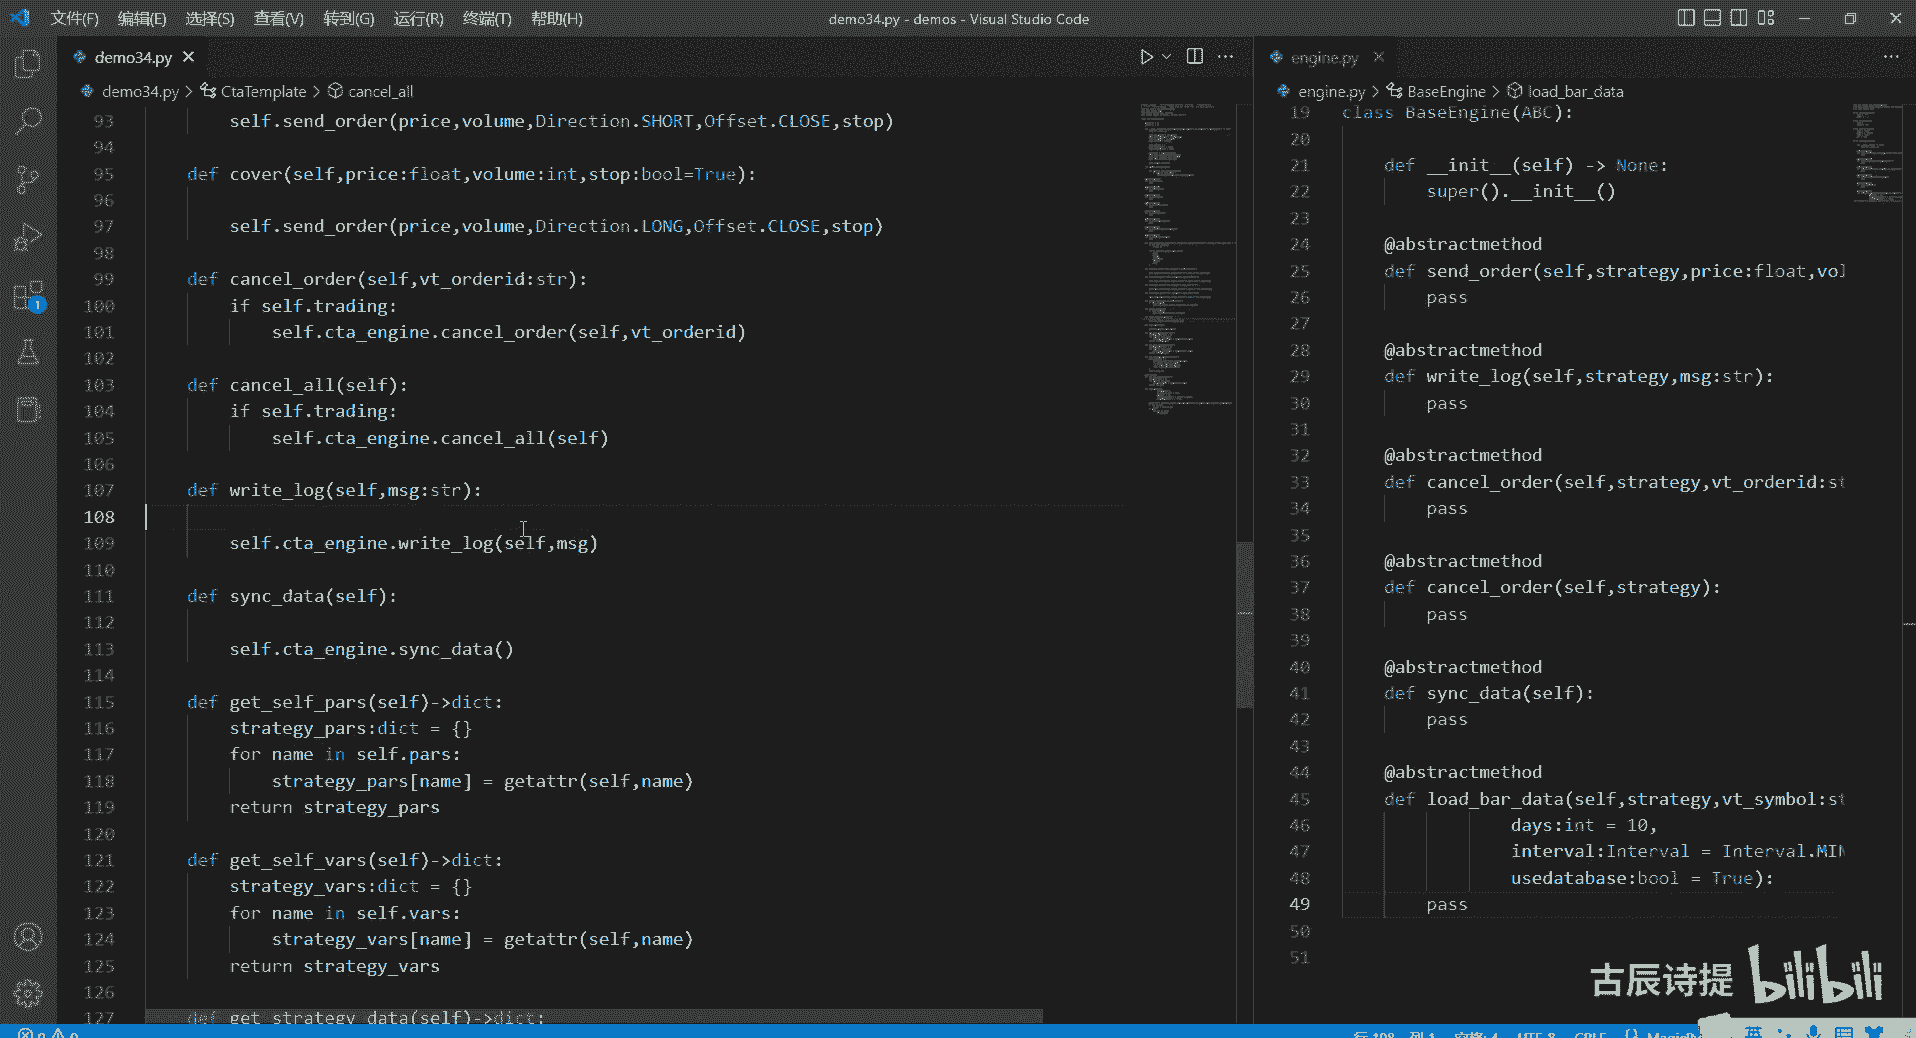 文件(F) 编辑(E) 选择(S) 查看(V) 转到(G) 运行(R) 终端(T) 帮助(H)
demo34.py - demos - Visual Studio Code
demo34.py
demo34.py > CtaTemplate > cancel_all
93 self.send_order(price,volume,Direction.SHORT,Offset.CLOSE,stop)
94
95 def cover(self,price:float,volume:int,stop:bool=True):
96
97 self.send_order(price,volume,Direction.LONG,Offset.CLOSE,stop)
98
99 def cancel_order(self,vt_orderid:str):
100 if self.trading:
101 self.cta_engine.cancel_order(self,vt_orderid)
102
103 def cancel_all(self):
104 if self.trading:
105 self.cta_engine.cancel_all(self)
106
107 def write_log(self,msg:str):
108
109 self.cta_engine.write_log(self,msg)
110
111 def sync_data(self):
112
113 self.cta_engine.sync_data()
114
115 def get_self_pars(self)->dict:
116 strategy_pars:dict = {}
117 for name in self.pars:
118 strategy_pars[name] = getattr(self,name)
119 return strategy_pars
120
121 def get_self_vars(self)->dict:
122 strategy_vars:dict = {}
123 for name in self.vars:
124 strategy_vars[name] = getattr(self,name)
125 return strategy_vars
126
127 def get_strategy_data(self)->dict:
engine.py
engine.py > BaseEngine > load_bar_data
19 class BaseEngine(ABC):
20
21 def __init__(self) -> None:
22 super().__init__()
23
24 @abstractmethod
25 def send_order(self,strategy,price:float,vol
26 pass
27
28 @abstractmethod
29 def write_log(self,strategy,msg:str):
30 pass
31
32 @abstractmethod
33 def cancel_order(self,strategy,vt_orderid:st
34 pass
35
36 @abstractmethod
37 def cancel_order(self,strategy):
38 pass
39
40 @abstractmethod
41 def sync_data(self):
42 pass
43
44 @abstractmethod
45 def load_bar_data(self,strategy,vt_symbol:st
46 days:int = 10,
47 interval:Interval = Interval.MIN
48 usedatabase:bool = True):
49 pass
50
51
1
古辰诗提 bilibili
行 108, 列 1 空格: 4 UTF-8 CRLF
英